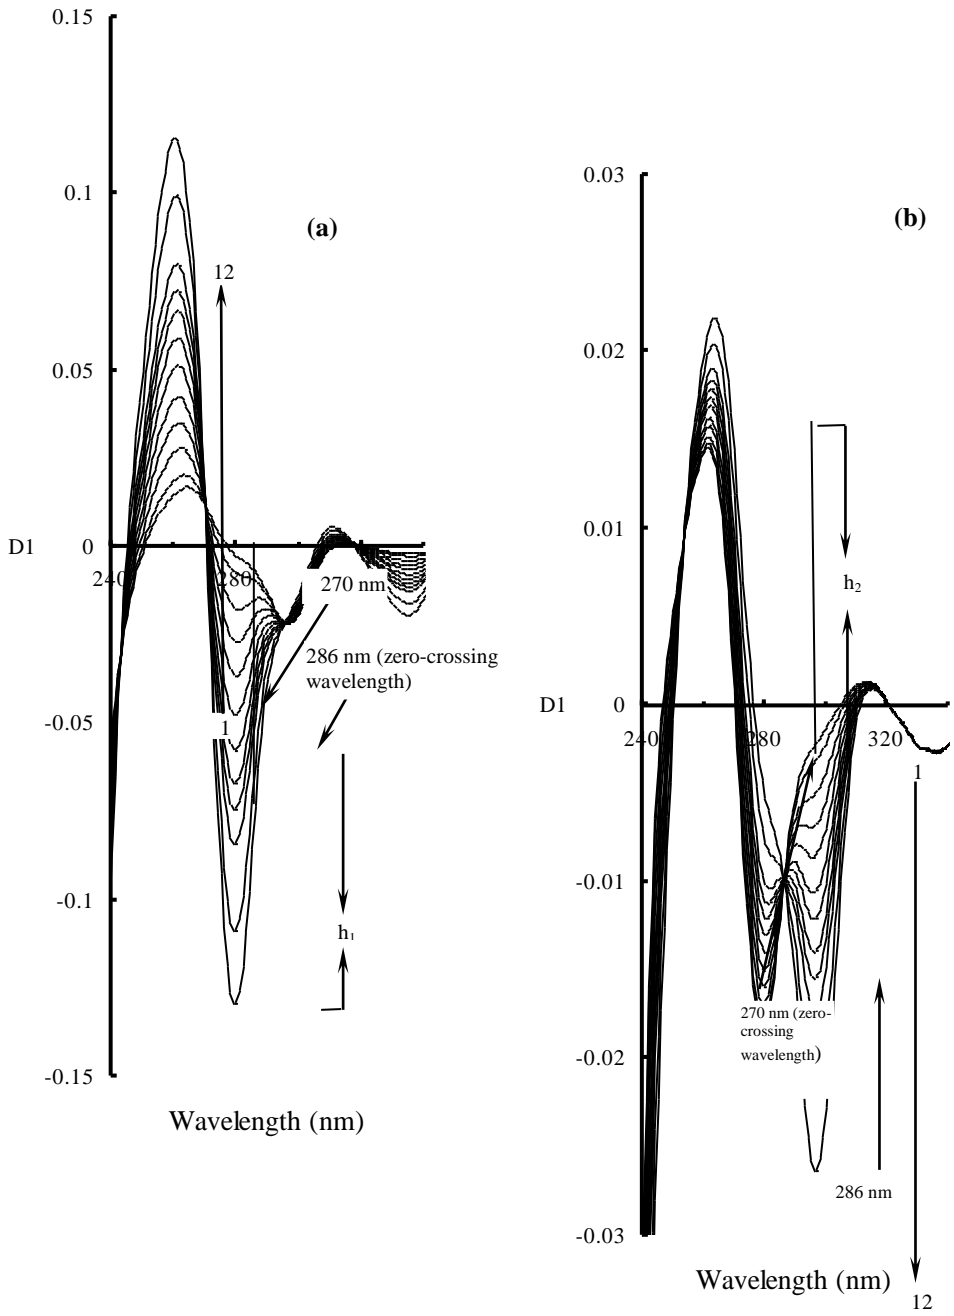 0.15
0.1
(a)
12
0.05
D1
0
240
280
270 nm
286 nm (zero-crossing
wavelength)
-0.05
1
-0.1
h₁
-0.15
Wavelength (nm)
0.03
(b)
0.02
0.01
h₂
D1
0
240
280
320
1
-0.01
270 nm (zero-
crossing
wavelength)
-0.02
286 nm
-0.03
Wavelength (nm)
12